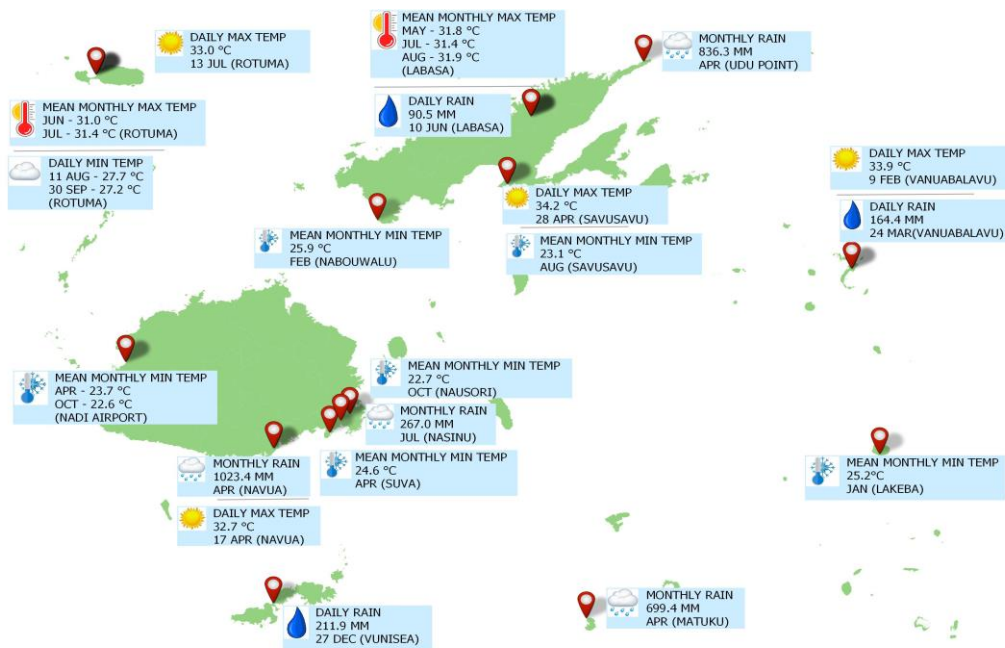 DAILY MAX TEMP
33.0 °C
13 JUL (ROTUMA)
MEAN MONTHLY MAX TEMP
JUN - 31.0 °C
JUL - 31.4 °C (ROTUMA)
DAILY MIN TEMP
11 AUG - 27.7 °C
30 SEP - 27.2 °C
(ROTUMA)
MEAN MONTHLY MAX TEMP
MAY - 31.8 °C
JUL - 31.4 °C
AUG - 31.9 °C
(LABASA)
DAILY RAIN
90.5 MM
10 JUN (LABASA)
MONTHLY RAIN
836.3 MM
APR (UDU POINT)
DAILY MAX TEMP
33.9 °C
9 FEB (VANUABALAVU)
DAILY RAIN
164.4 MM
24 MAR(VANUABALAVU)
DAILY MAX TEMP
34.2 °C
28 APR (SAVUSAVU)
MEAN MONTHLY MIN TEMP
23.1 °C
AUG (SAVUSAVU)
MEAN MONTHLY MIN TEMP
25.9 °C
FEB (NABOUWALU)
MEAN MONTHLY MIN TEMP
APR - 23.7 °C
OCT - 22.6 °C
(NADI AIRPORT)
MEAN MONTHLY MIN TEMP
22.7 °C
OCT (NAUSORI)
MONTHLY RAIN
267.0 MM
JUL (NASINU)
MEAN MONTHLY MIN TEMP
24.6 °C
APR (SUVA)
MONTHLY RAIN
1023.4 MM
APR (NAVUA)
DAILY MAX TEMP
32.7 °C
17 APR (NAVUA)
MEAN MONTHLY MIN TEMP
25.2°C
JAN (LAKEBA)
DAILY RAIN
211.9 MM
27 DEC (VUNISEA)
MONTHLY RAIN
699.4 MM
APR (MATUKU)